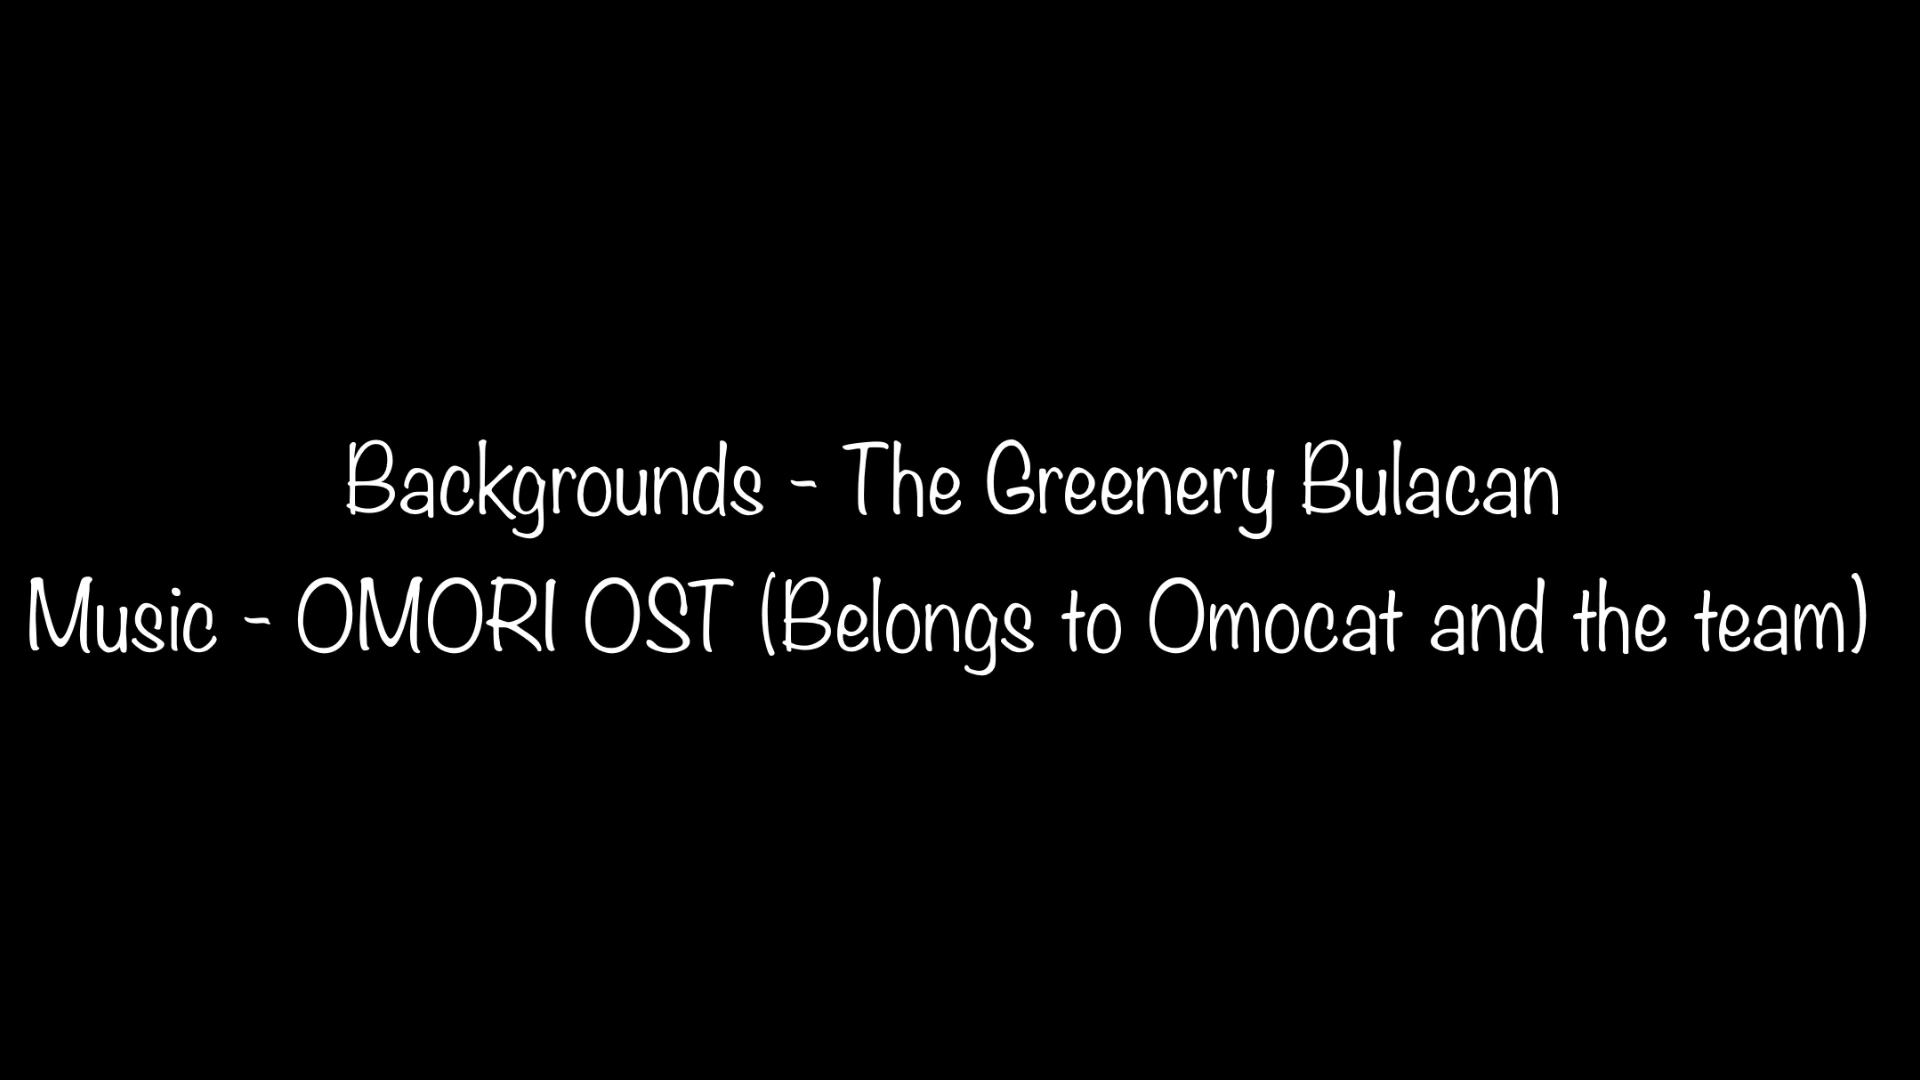 Backgrounds - The Greenery Bulacan
Music - OMORI OST (Belongs to Omocat and the team)